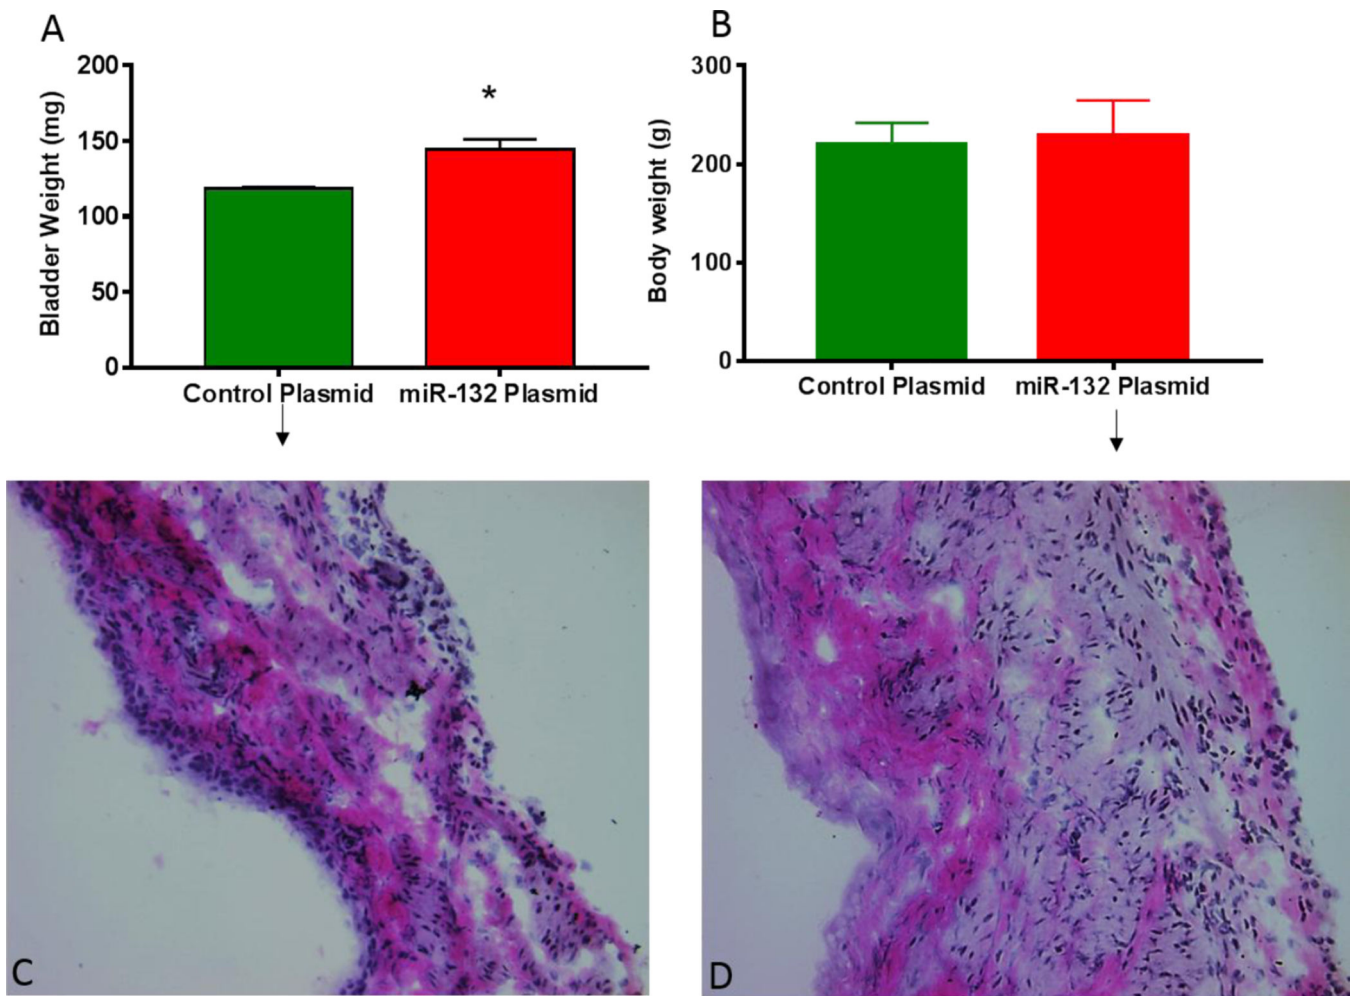 A
B
Bladder Weight (mg)
200
150
100
50
0
*
Control Plasmid
miR-132 Plasmid
Body weight (g)
300
200
100
0
Control Plasmid
miR-132 Plasmid
C
D